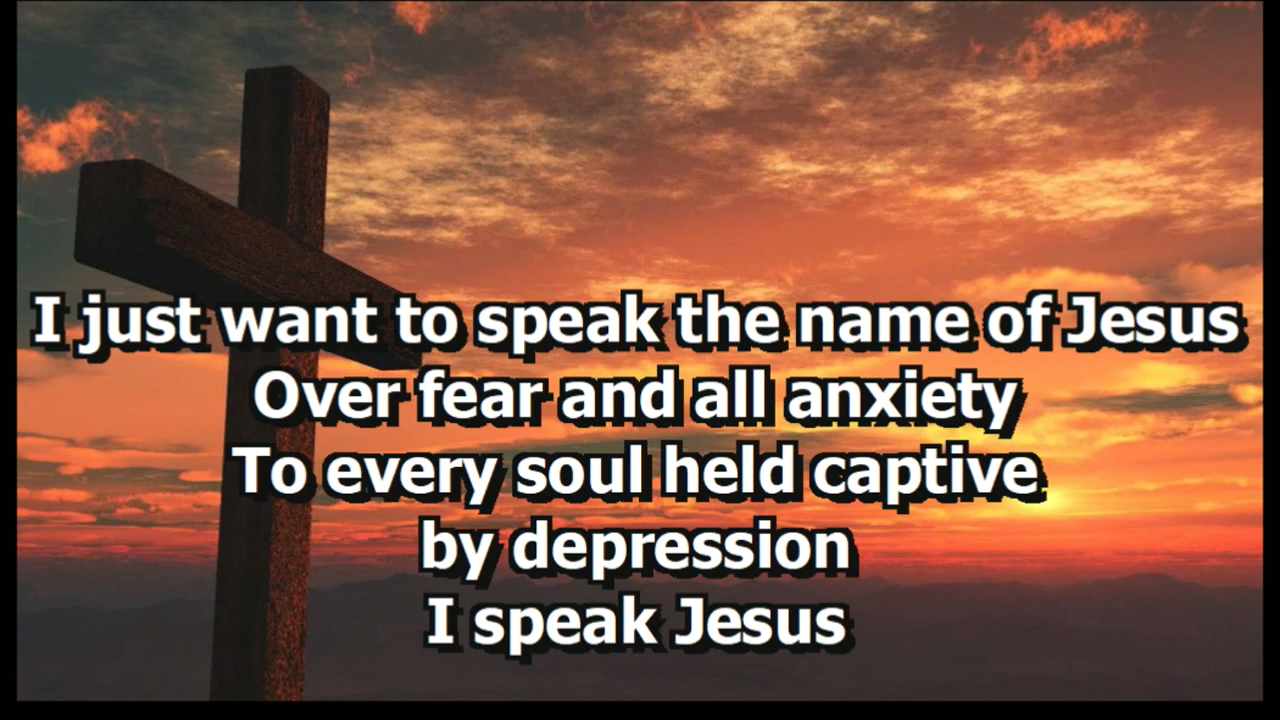 I just want to speak the name of Jesus
Over fear and all anxiety
To every soul held captive
by depression
I speak Jesus